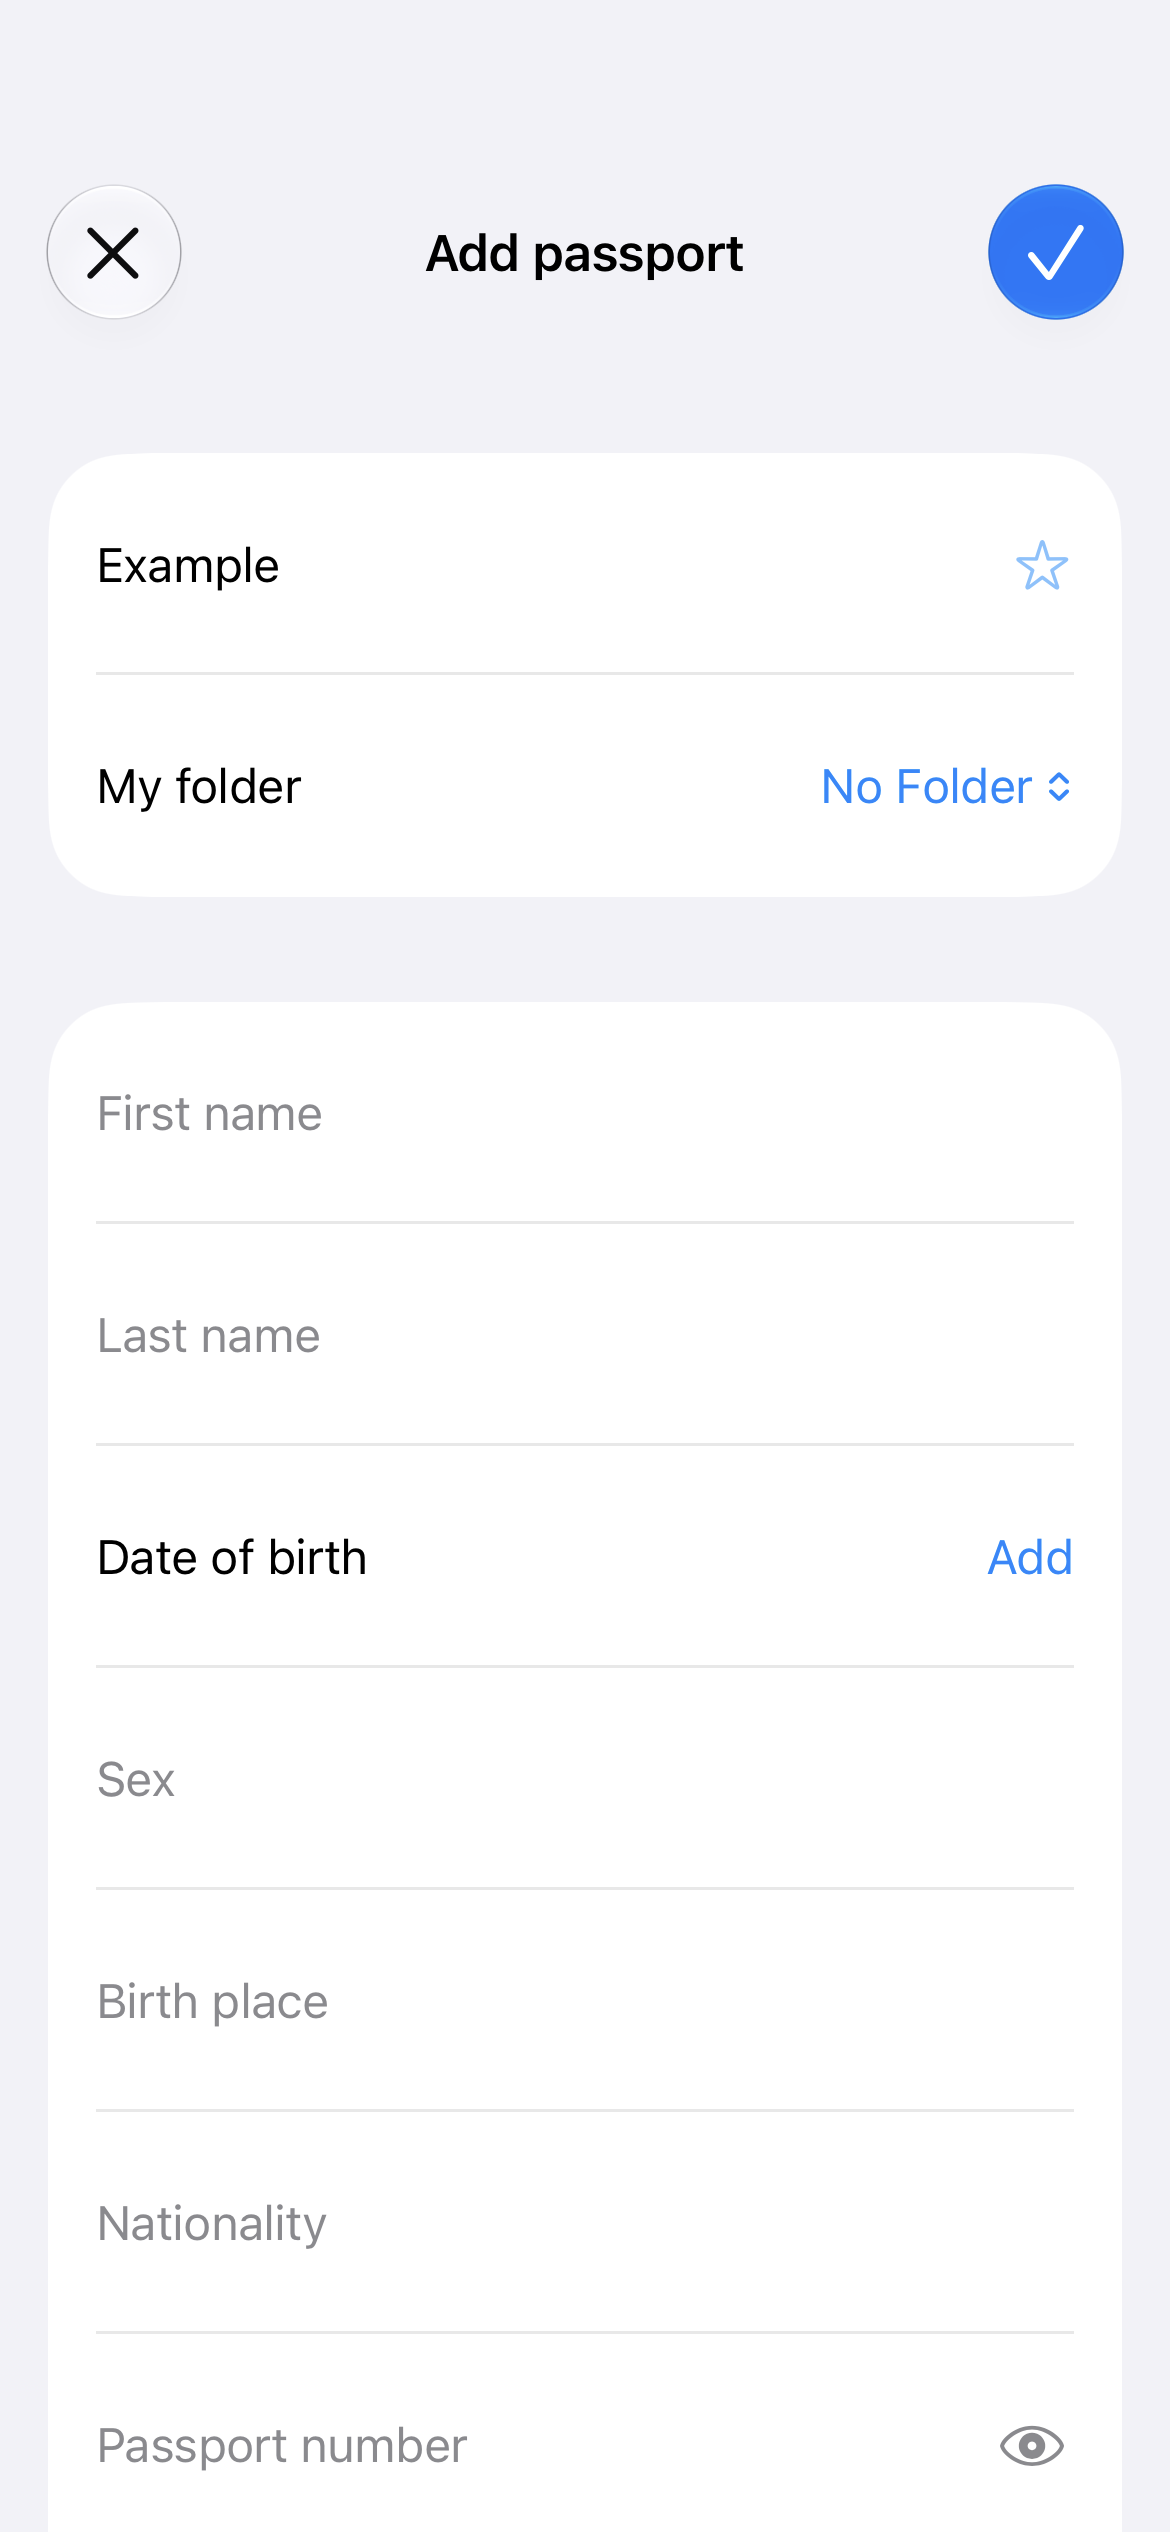 Add passport
Example
My folder No Folder
First name
Last name
Date of birth Add
Sex
Birth place
Nationality
Passport number